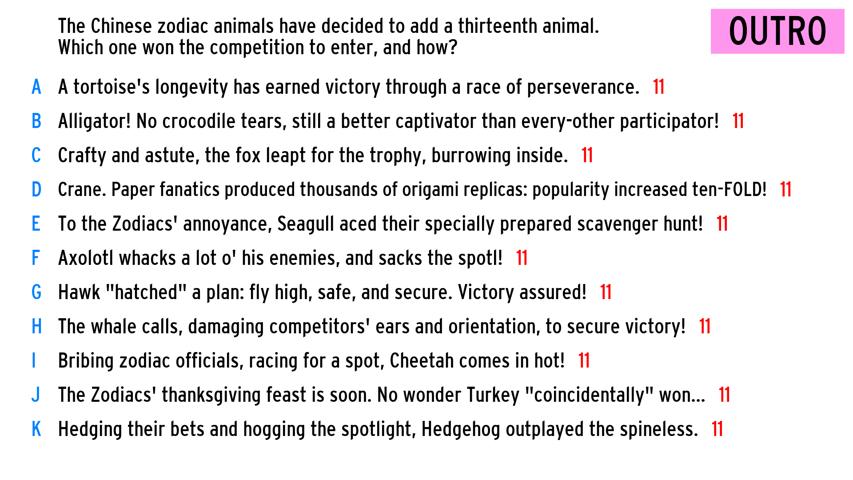 The Chinese zodiac animals have decided to add a thirteenth animal.
Which one won the competition to enter, and how?
OUTRO
A A tortoise's longevity has earned victory through a race of perseverance. 11
B Alligator! No crocodile tears, still a better captivator than every-other participator! 11
C Crafty and astute, the fox leapt for the trophy, burrowing inside. 11
D Crane. Paper fanatics produced thousands of origami replicas: popularity increased ten-FOLD! 11
E To the Zodiacs' annoyance, Seagull aced their specially prepared scavenger hunt! 11
F Axolotl whacks a lot o' his enemies, and sacks the spotl! 11
G Hawk "hatched" a plan: fly high, safe, and secure. Victory assured! 11
H The whale calls, damaging competitors' ears and orientation, to secure victory! 11
I Bribing zodiac officials, racing for a spot, Cheetah comes in hot! 11
J The Zodiacs' thanksgiving feast is soon. No wonder Turkey "coincidentally" won... 11
K Hedging their bets and hogging the spotlight, Hedgehog outplayed the spineless. 11